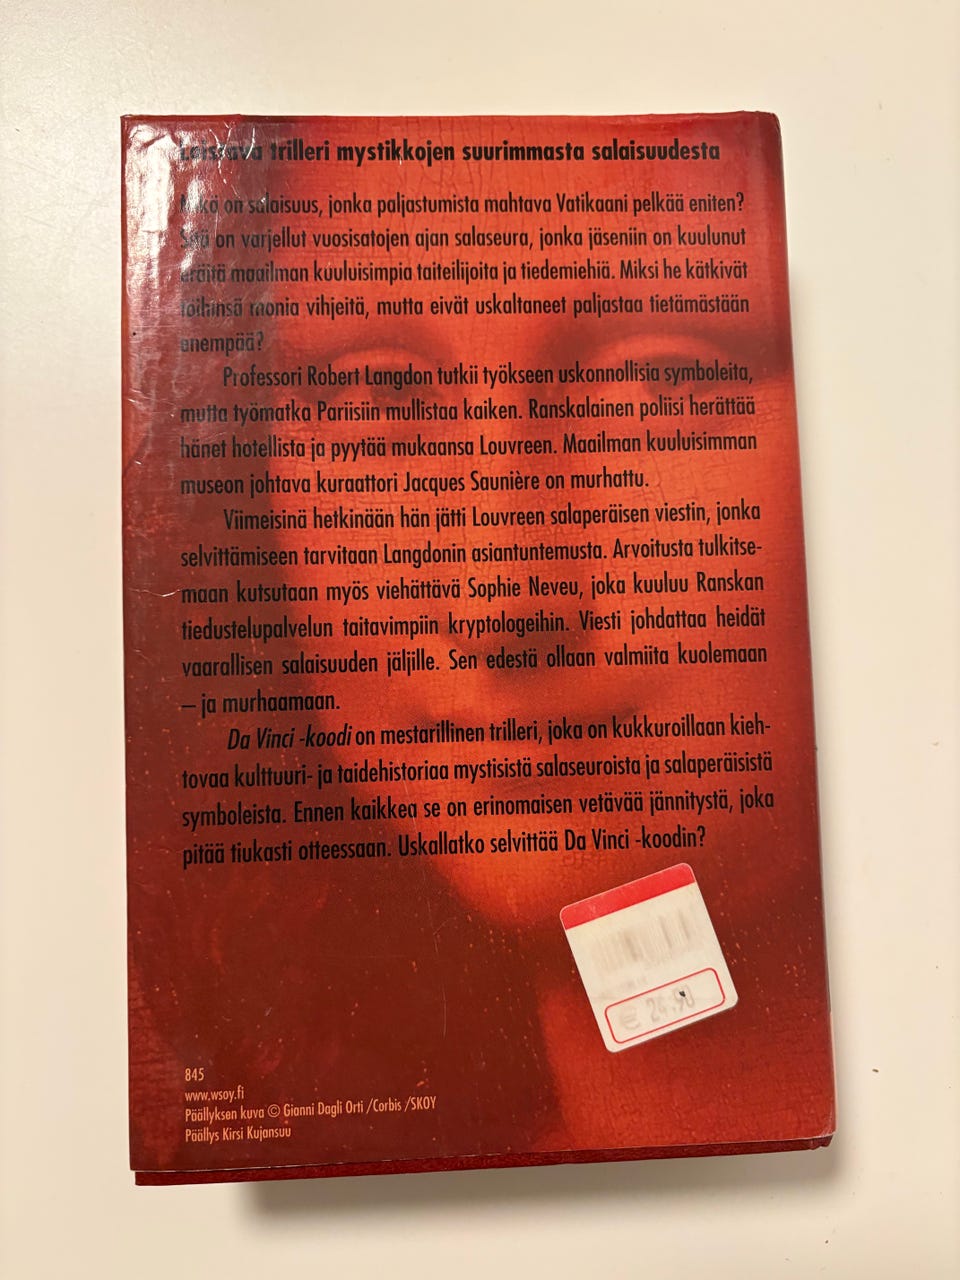 Loistava trilleri mystikkojen suurimmasta salaisuudesta
Mikä on salaisuus, jonka paljastumista mahtava Vatikaani pelkää eniten?
Sitä on varjellut vuosisatojen ajan salaseura, jonka jäseniin on kuulunut
eräitä maailman kuuluisimpia taiteilijoita ja tiedemiehiä. Miksi he kätkivät
töihinsä monia vihjeitä, mutta eivät uskaltaneet paljastaa tietämästään
enempää?
Professori Robert Langdon tutkii työkseen uskonnollisia symboleita,
mutta työmatka Pariisiin mullistaa kaiken. Ranskalainen poliisi herättää
hänet hotellista ja pyytää mukaansa Louvreen. Maailman kuuluisimman
museon johtava kuraattori Jacques Saunière on murhattu.
Viimeisinä hetkinään hän jätti Louvreen salaperäisen viestin, jonka
selvittämiseen tarvitaan Langdonin asiantuntemusta. Arvoitusta tulkitse-
maan kutsutaan myös viehättävä Sophie Neveu, joka kuuluu Ranskan
tiedustelupalvelun taitavimpiin kryptologeihin. Viesti johdattaa heidät
vaarallisen salaisuuden jäljille. Sen edestä ollaan valmiita kuolemaan
– ja murhaamaan.
Da Vinci -koodi on mestarillinen trilleri, joka on kukkuroillaan kieh-
tovaa kulttuuri- ja taidehistoriaa mystisistä salaseuroista ja salaperäisistä
symboleista. Ennen kaikkea se on erinomaisen vetävää jännitystä, joka
pitää tiukasti otteessaan. Uskallatko selvittää Da Vinci -koodin?
€ 24.90
845
www.wsoy.fi
Päällyksen kuva © Gianni Dagli Orti /Corbis /SKOY
Päällys Kirsi Kujansuu